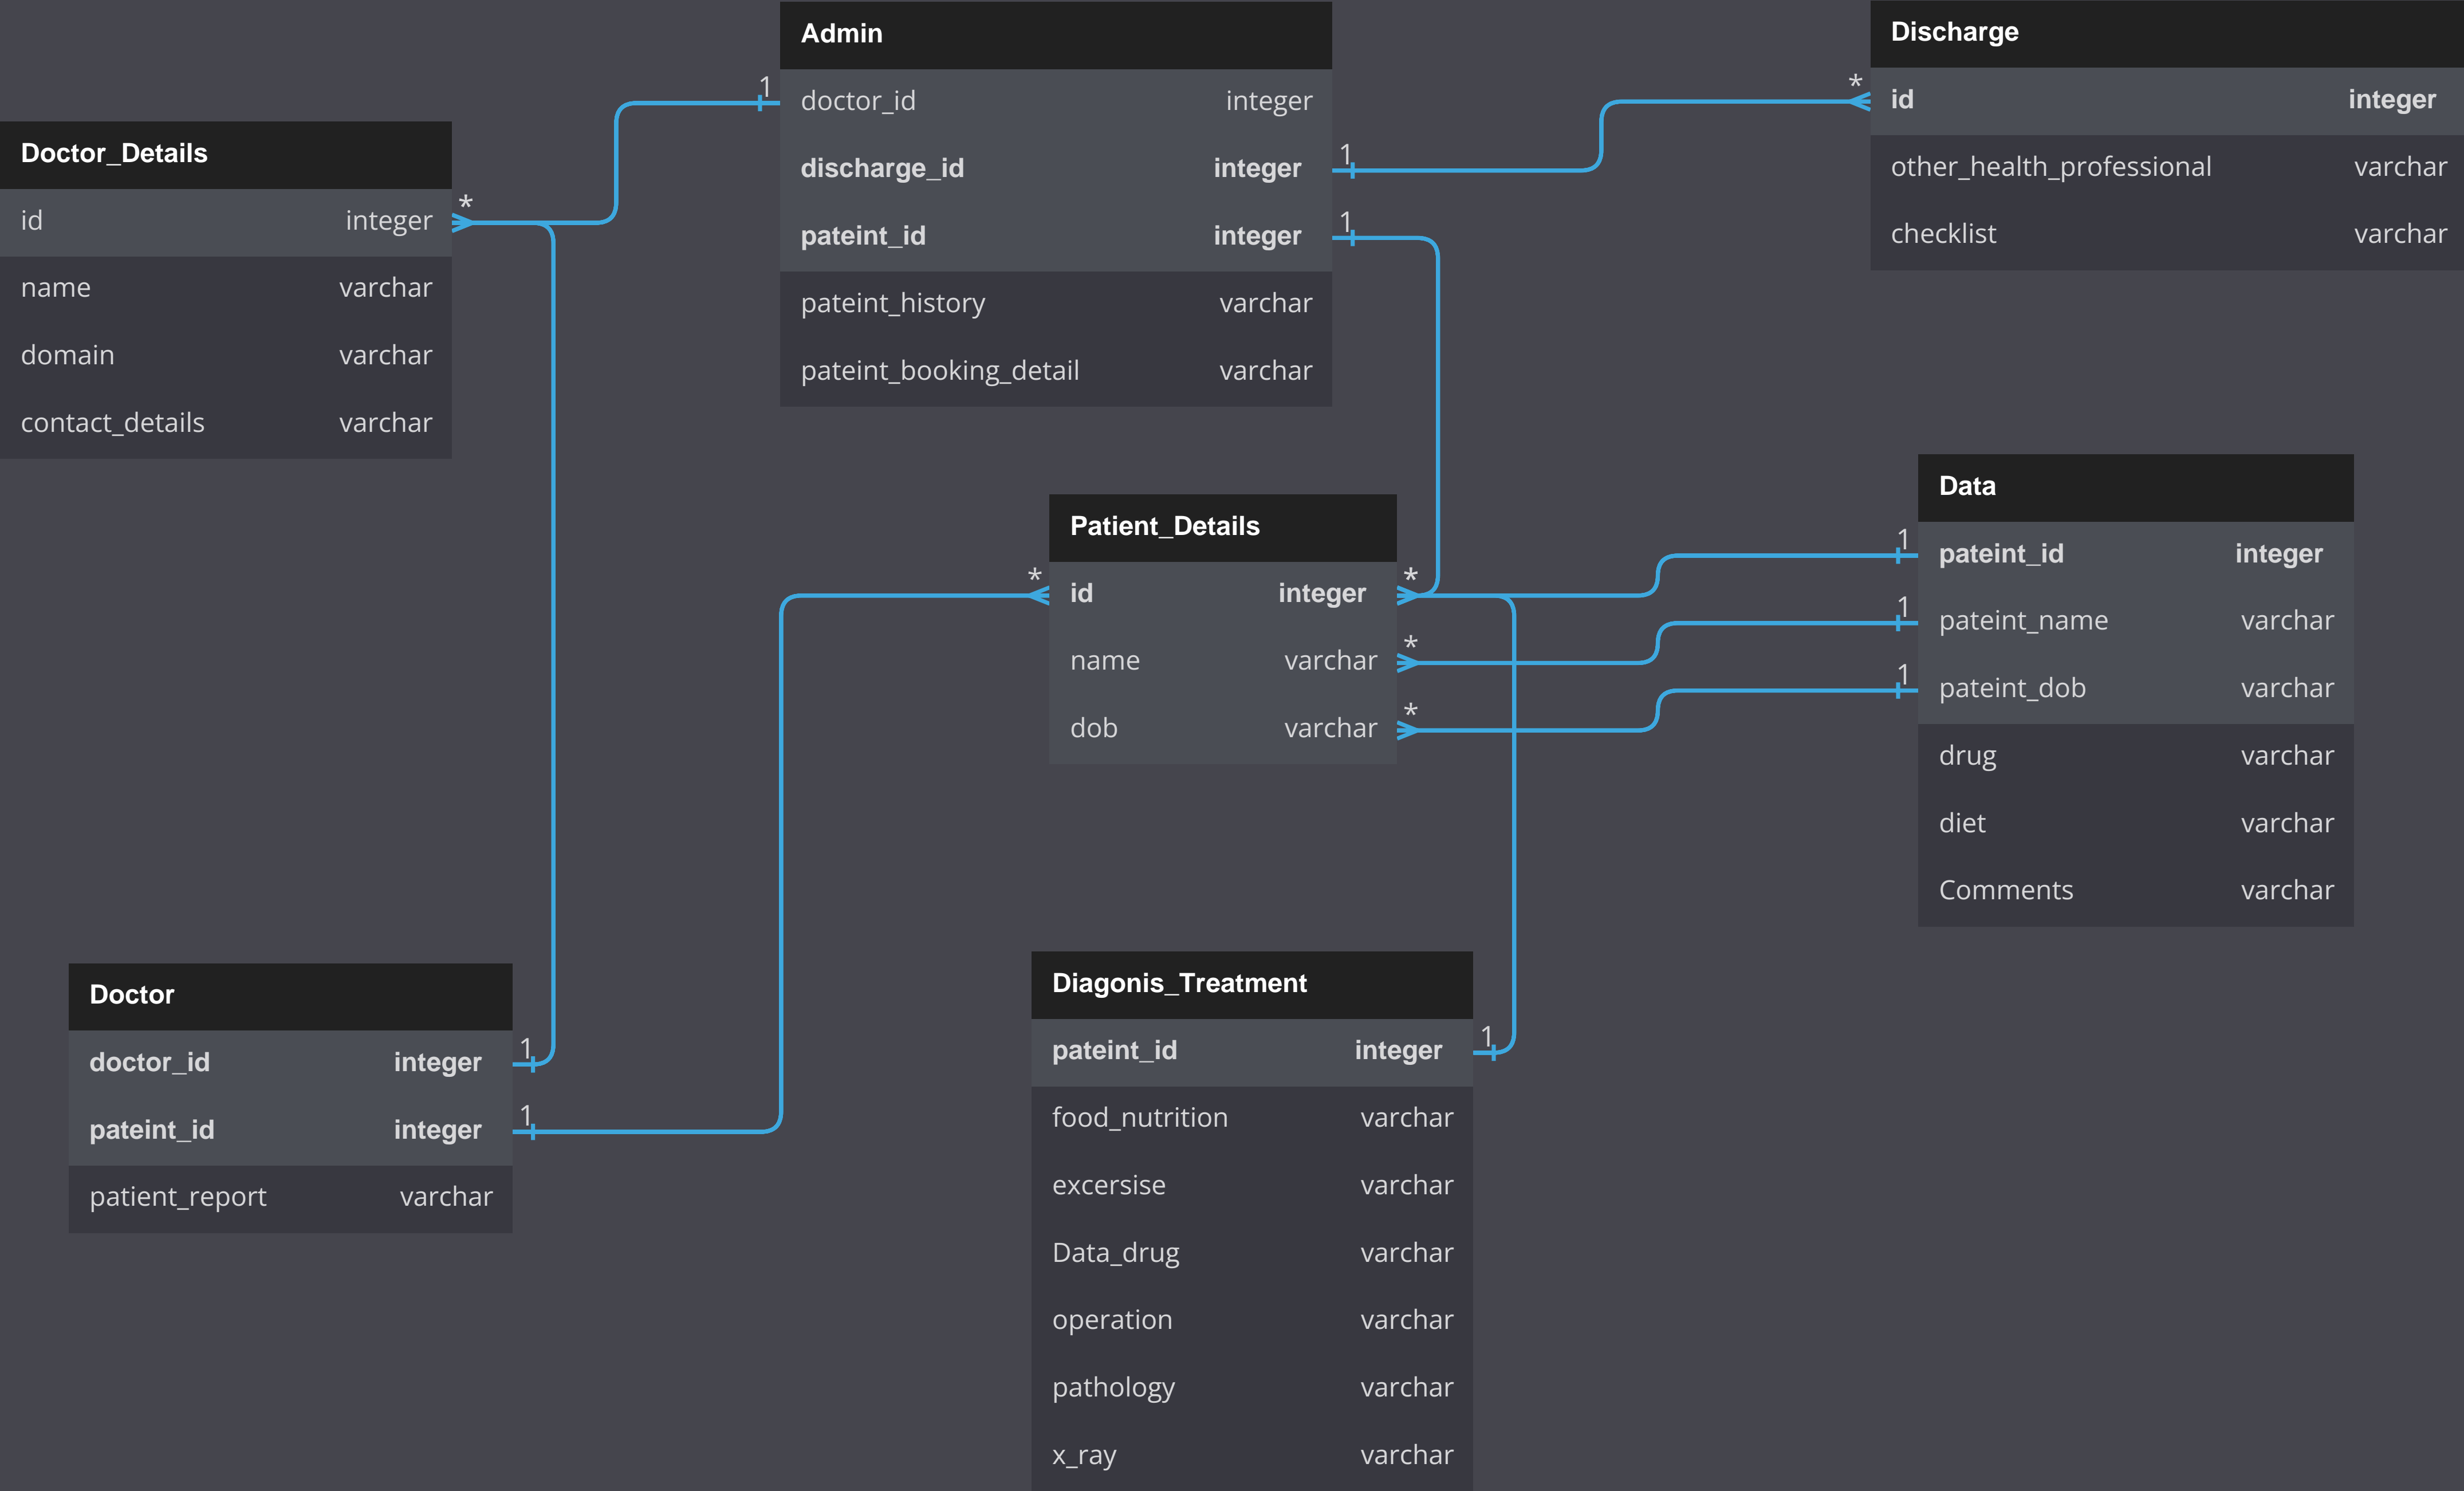 Admin
1
doctor_id integer
discharge_id integer
1
pateint_id integer
1
pateint_history varchar
pateint_booking_detail varchar
Discharge
*
id integer
other_health_professional varchar
checklist varchar
Doctor_Details
*
id integer
name varchar
domain varchar
contact_details varchar
Patient_Details
*
id integer
*
name varchar
*
dob varchar
*
Data
1
pateint_id integer
1
pateint_name varchar
1
pateint_dob varchar
drug varchar
diet varchar
Comments varchar
Doctor
doctor_id integer
1
pateint_id integer
1
patient_report varchar
Diagonis_Treatment
pateint_id integer
1
food_nutrition varchar
excersise varchar
Data_drug varchar
operation varchar
pathology varchar
x_ray varchar